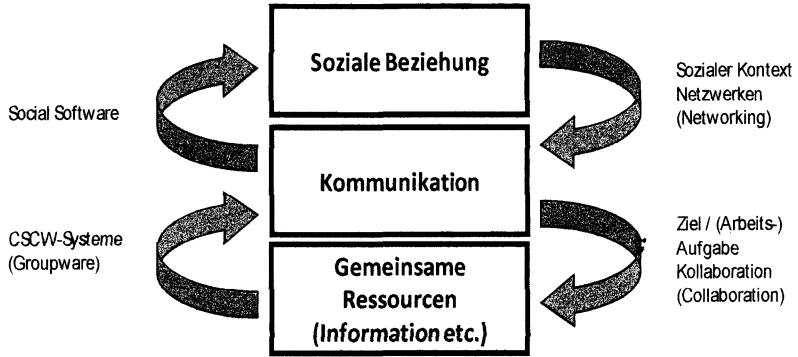 Soziale Beziehung
Social Software
Sozialer Kontext
Netzwerken
(Networking)
Kommunikation
CSCW-Systeme
(Groupware)
Ziel / (Arbeits-)
Aufgabe
Kollaboration
(Collaboration)
Gemeinsame
Ressourcen
(Information etc.)